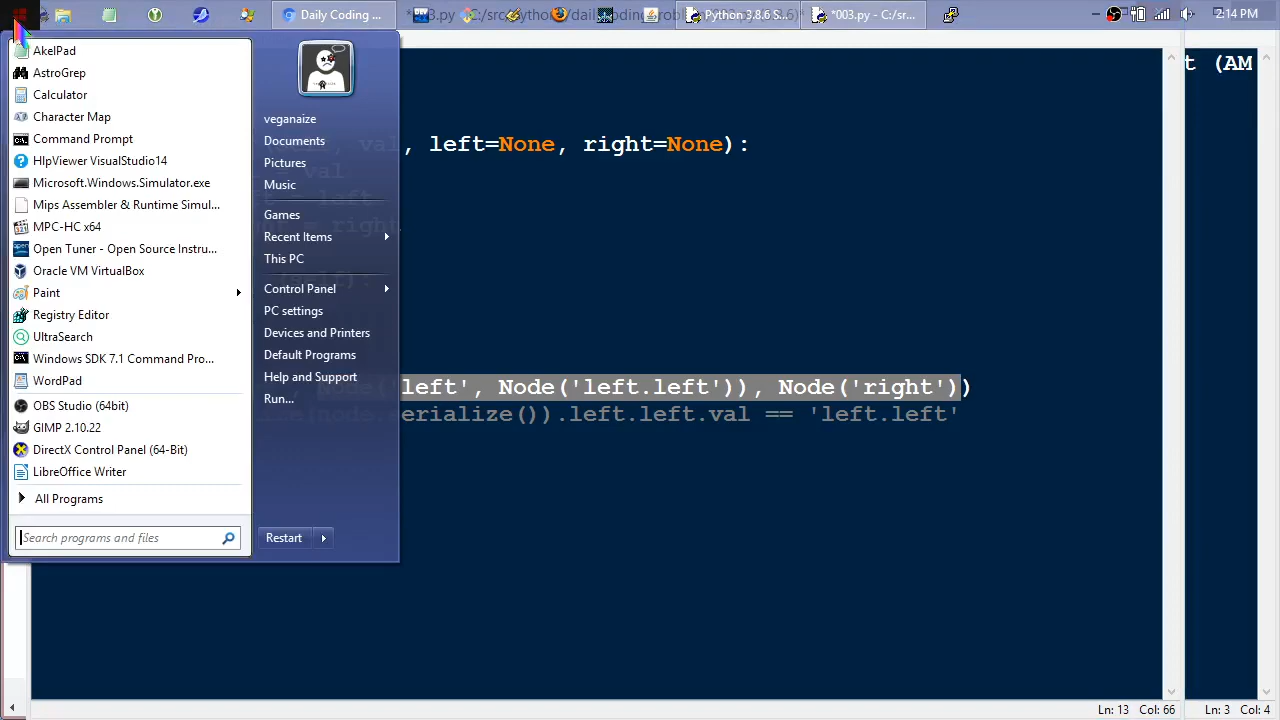 Daily Coding ...
Python 3.8.6 S...
*003.py - C:/sr...
2:14 PM
AkelPad
AstroGrep
Calculator
Character Map
Command Prompt
HlpViewer VisualStudio14
Microsoft.Windows.Simulator.exe
Mips Assembler & Runtime Simul...
MPC-HC x64
Open Tuner - Open Source Instru...
Oracle VM VirtualBox
Paint
Registry Editor
UltraSearch
Windows SDK 7.1 Command Pro...
WordPad
OBS Studio (64bit)
GIMP 2.10.22
DirectX Control Panel (64-Bit)
LibreOffice Writer
All Programs
Search programs and files
veganaize
Documents
Pictures
Music
Games
Recent Items
This PC
Control Panel
PC settings
Devices and Printers
Default Programs
Help and Support
Run...
Restart
t (AM
val, left=None, right=None):
= val
left
= right
'left', Node('left.left')), Node('right'))
(node.serialize()).left.left.val == 'left.left'
Ln: 13 Col: 66
Ln: 3 Col: 4